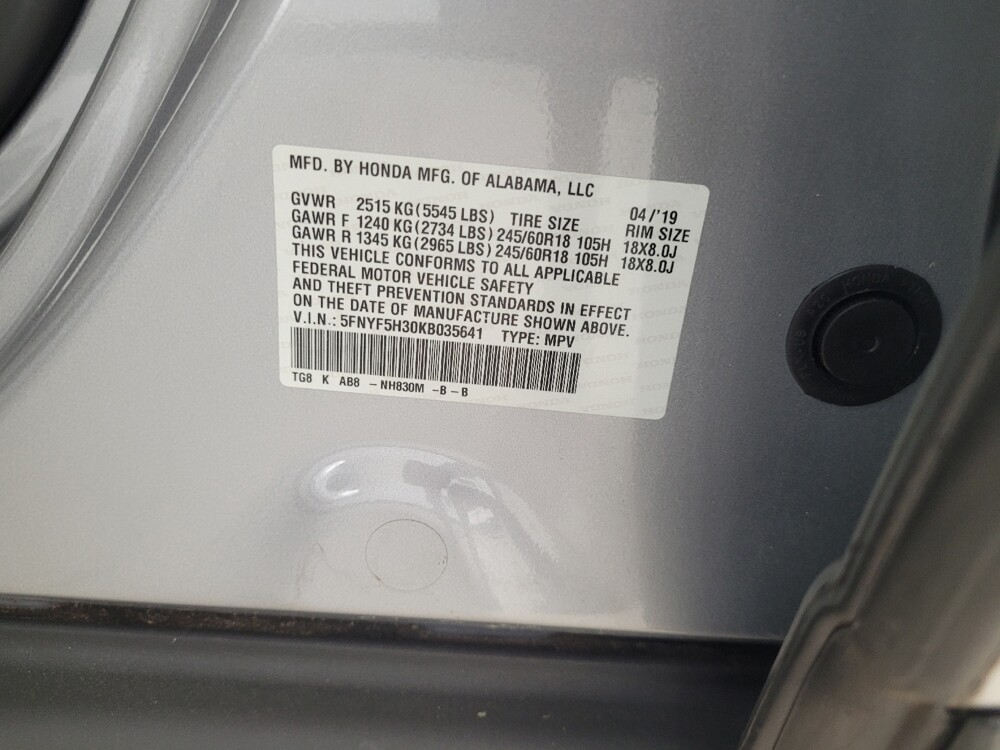 MFD. BY HONDA MFG. OF ALABAMA, LLC
04/'19
GVWR 2515 KG(5545 LBS) TIRE SIZE RIM SIZE
GAWR F 1240 KG(2734 LBS) 245/60R18 105H 18X8.0J
GAWR R 1345 KG(2965 LBS) 245/60R18 105H 18X8.0J
THIS VEHICLE CONFORMS TO ALL APPLICABLE
FEDERAL MOTOR VEHICLE SAFETY
AND THEFT PREVENTION STANDARDS IN EFFECT
ON THE DATE OF MANUFACTURE SHOWN ABOVE.
V.I.N.: 5FNYF5H30KB035641 TYPE: MPV
TG8 K AB8 -NH830M -B-B
HONDA